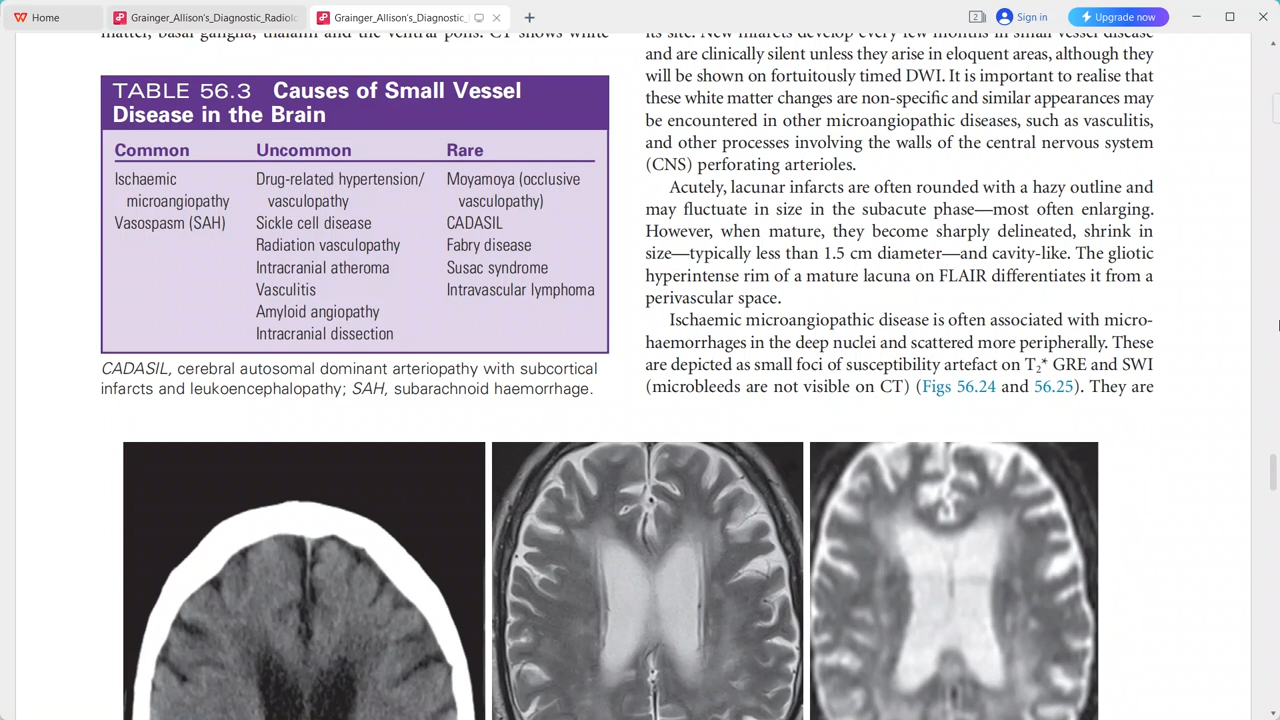 Home
Grainger_Allison's_Diagnostic_Radiol
Grainger_Allison's_Diagnostic_
2
Sign in
Upgrade now
matter, basal ganglia, thalami and the ventral pons. CT shows white
TABLE 56.3 Causes of Small Vessel
Disease in the Brain
Common Uncommon Rare
Ischaemic Drug-related hypertension/ Moyamoya (occlusive
microangiopathy vasculopathy vasculopathy)
Vasospasm (SAH) Sickle cell disease CADASIL
Radiation vasculopathy Fabry disease
Intracranial atheroma Susac syndrome
Vasculitis Intravascular lymphoma
Amyloid angiopathy
Intracranial dissection
CADASIL, cerebral autosomal dominant arteriopathy with subcortical
infarcts and leukoencephalopathy; SAH, subarachnoid haemorrhage.
its site. New infarcts develop every few months in small vessel disease
and are clinically silent unless they arise in eloquent areas, although they
will be shown on fortuitously timed DWI. It is important to realise that
these white matter changes are non-specific and similar appearances may
be encountered in other microangiopathic diseases, such as vasculitis,
and other processes involving the walls of the central nervous system
(CNS) perforating arterioles.
Acutely, lacunar infarcts are often rounded with a hazy outline and
may fluctuate in size in the subacute phase—most often enlarging.
However, when mature, they become sharply delineated, shrink in
size—typically less than 1.5 cm diameter—and cavity-like. The gliotic
hyperintense rim of a mature lacuna on FLAIR differentiates it from a
perivascular space.
Ischaemic microangiopathic disease is often associated with micro-
haemorrhages in the deep nuclei and scattered more peripherally. These
are depicted as small foci of susceptibility artefact on T2* GRE and SWI
(microbleeds are not visible on CT) (Figs 56.24 and 56.25). They are